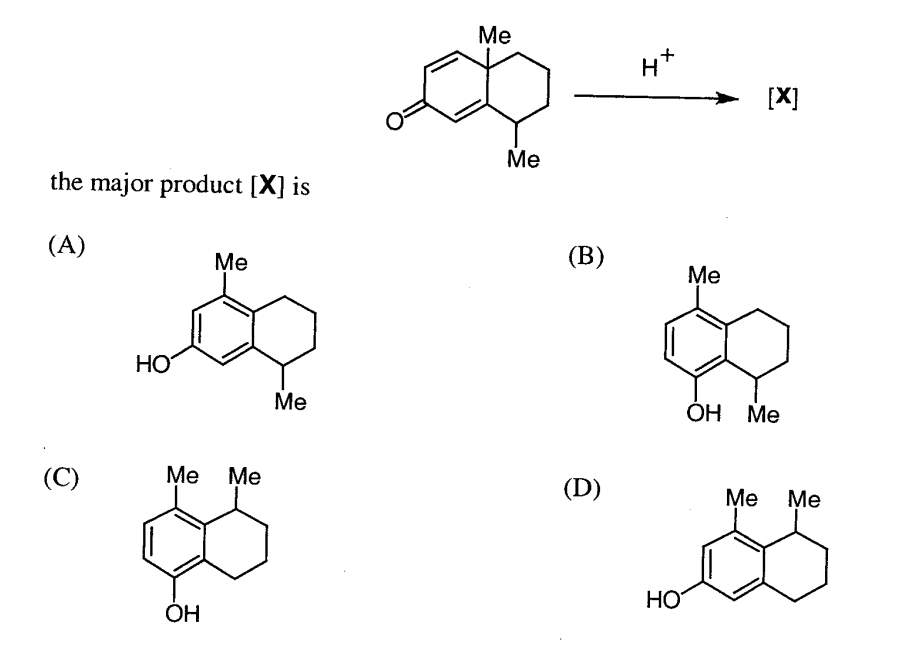 Me
H+
[X]
O
Me
the major product [X] is
(A)
Me
HO
Me
(B)
Me
OH Me
(C)
Me Me
OH
(D)
Me Me
HO